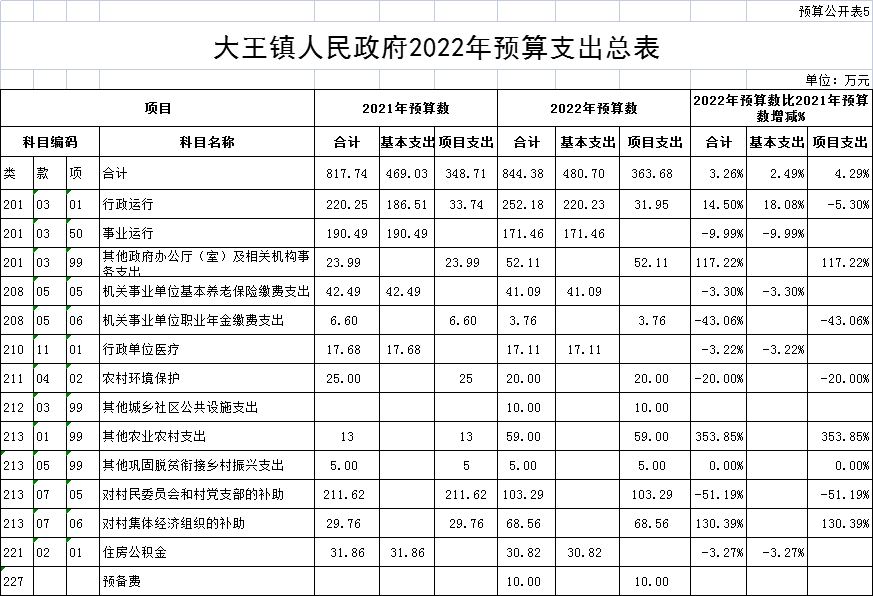 预算公开表5
大王镇人民政府2022年预算支出总表
单位：万元
项目 2021年预算数 2022年预算数 2022年预算数比2021年预算数增减%
科目编码 科目名称 合计 基本支出 项目支出 合计 基本支出 项目支出 合计 基本支出 项目支出
类 款 项 合计 817.74 469.03 348.71 844.38 480.70 363.68 3.26% 2.49% 4.29%
201 03 01 行政运行 220.25 186.51 33.74 252.18 220.23 31.95 14.50% 18.08% -5.30%
201 03 50 事业运行 190.49 190.49 171.46 171.46 -9.99% -9.99%
201 03 99 其他政府办公厅（室）及相关机构事务支出 23.99 23.99 52.11 52.11 117.22% 117.22%
208 05 05 机关事业单位基本养老保险缴费支出 42.49 42.49 41.09 41.09 -3.30% -3.30%
208 05 06 机关事业单位职业年金缴费支出 6.60 6.60 3.76 3.76 -43.06% -43.06%
210 11 01 行政单位医疗 17.68 17.68 17.11 17.11 -3.22% -3.22%
211 04 02 农村环境保护 25.00 25 20.00 20.00 -20.00% -20.00%
212 03 99 其他城乡社区公共设施支出 10.00 10.00
213 01 99 其他农业农村支出 13 13 59.00 59.00 353.85% 353.85%
213 05 99 其他巩固脱贫衔接乡村振兴支出 5.00 5 5.00 5.00 0.00% 0.00%
213 07 05 对村民委员会和村党支部的补助 211.62 211.62 103.29 103.29 -51.19% -51.19%
213 07 06 对村集体经济组织的补助 29.76 29.76 68.56 68.56 130.39% 130.39%
221 02 01 住房公积金 31.86 31.86 30.82 30.82 -3.27% -3.27%
227 预备费 10.00 10.00